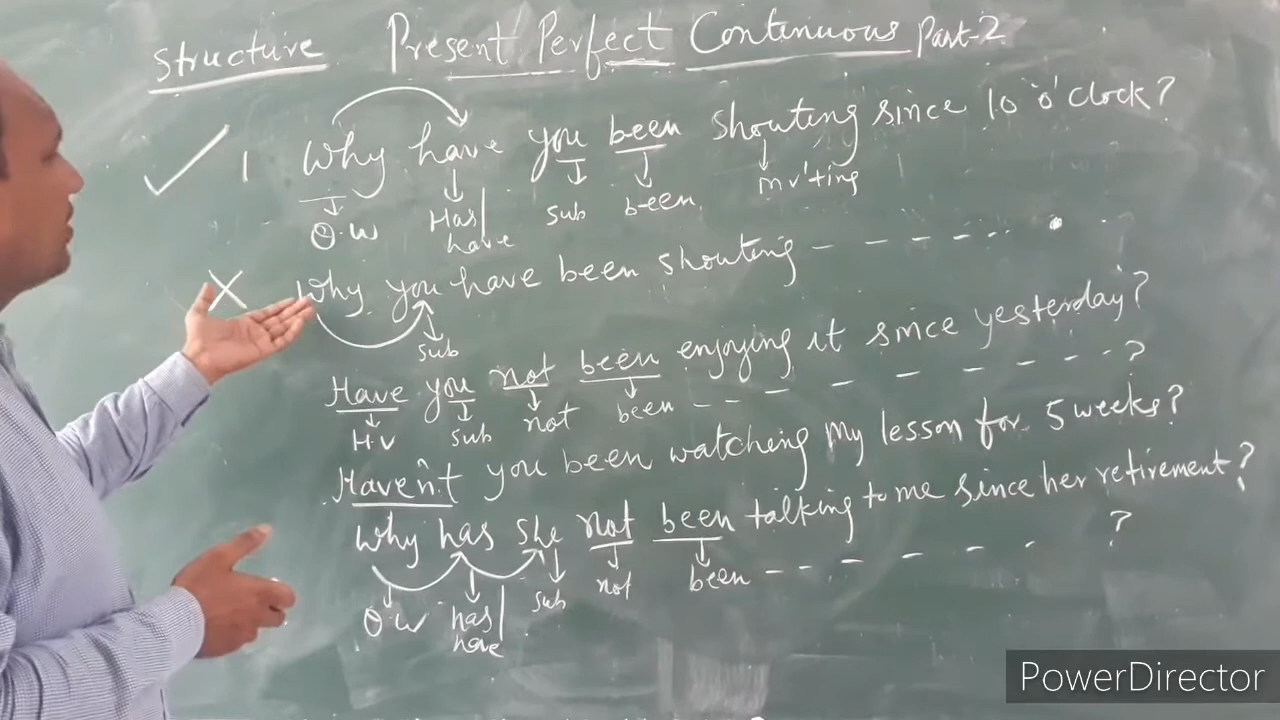 Structure Present Perfect Continuous Part-2
1 Why have you been shouting since 10 o'clock?
Q.W Has/have sub been mv+ing
Why you have been shouting
sub
Have you not been enjoying it since yesterday?
H.V sub not been ?
Haven't you been watching my lesson for 5 weeks?
Why has she not been talking to me since her retirement?
Q.W has/have sub not been ?
PowerDirector